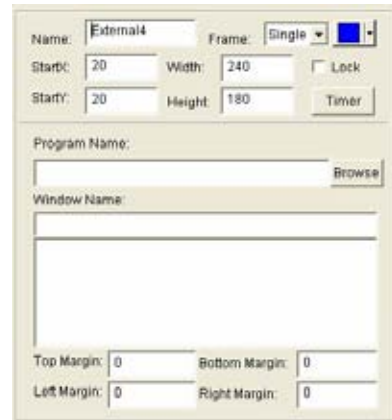 Name: External4 Frame: Single
StartX: 20 Width: 240 Lock
StartY: 20 Height: 180 Timer
Program Name:
Browse
Window Name:
Top Margin: 0 Bottom Margin: 0
Left Margin: 0 Right Margin: 0